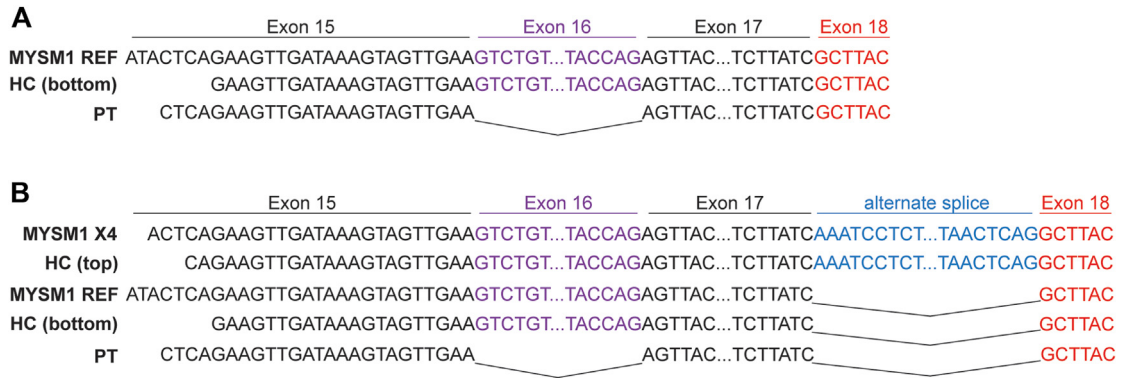 A
Exon 15 Exon 16 Exon 17 Exon 18
MYSM1 REF ATACTCAGAAGTTGATAAAGTAGTTGAAGTCTGT...TACCAGAGTTAC...TCTTATCGCTTAC
HC (bottom) GAAGTTGATAAAGTAGTTGAAGTCTGT...TACCAGAGTTAC...TCTTATCGCTTAC
PT CTCAGAAGTTGATAAAGTAGTTGAA AGTTAC...TCTTATCGCTTAC
B
Exon 15 Exon 16 Exon 17 alternate splice Exon 18
MYSM1 X4 ACTCAGAAGTTGATAAAGTAGTTGAAGTCTGT...TACCAGAGTTAC...TCTTATCAAATCCTCT...TAACTCAGGCTTAC
HC (top) CAGAAGTTGATAAAGTAGTTGAAGTCTGT...TACCAGAGTTAC...TCTTATCAAATCCTCT...TAACTCAGGCTTAC
MYSM1 REF ATACTCAGAAGTTGATAAAGTAGTTGAAGTCTGT...TACCAGAGTTAC...TCTTATC GCTTAC
HC (bottom) GAAGTTGATAAAGTAGTTGAAGTCTGT...TACCAGAGTTAC...TCTTATC GCTTAC
PT CTCAGAAGTTGATAAAGTAGTTGAA AGTTAC...TCTTATC GCTTAC